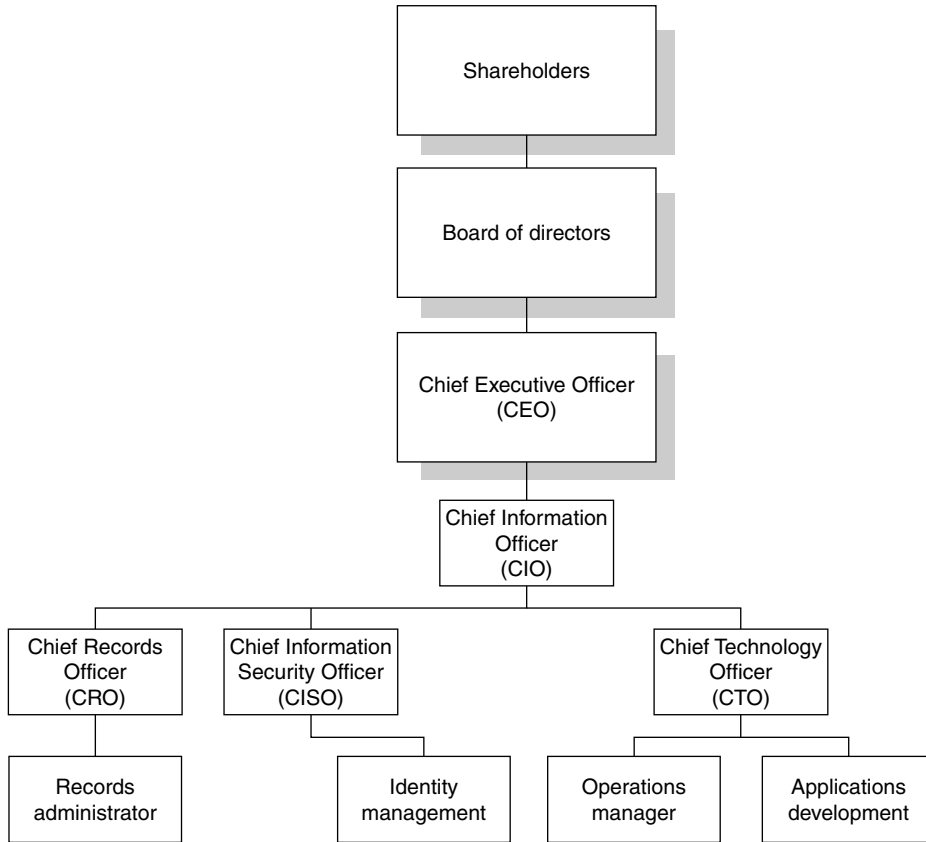 Shareholders
Board of directors
Chief Executive Officer
(CEO)
Chief Information
Officer
(CIO)
Chief Records
Officer
(CRO)
Chief Information
Security Officer
(CISO)
Chief Technology
Officer
(CTO)
Records
administrator
Identity
management
Operations
manager
Applications
development